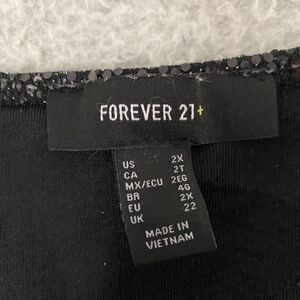 FOREVER 21+
US 2X
CA 2T
MX/ECU 2EG
BR 4G
EU 2X
UK 22
MADE IN
VIETNAM